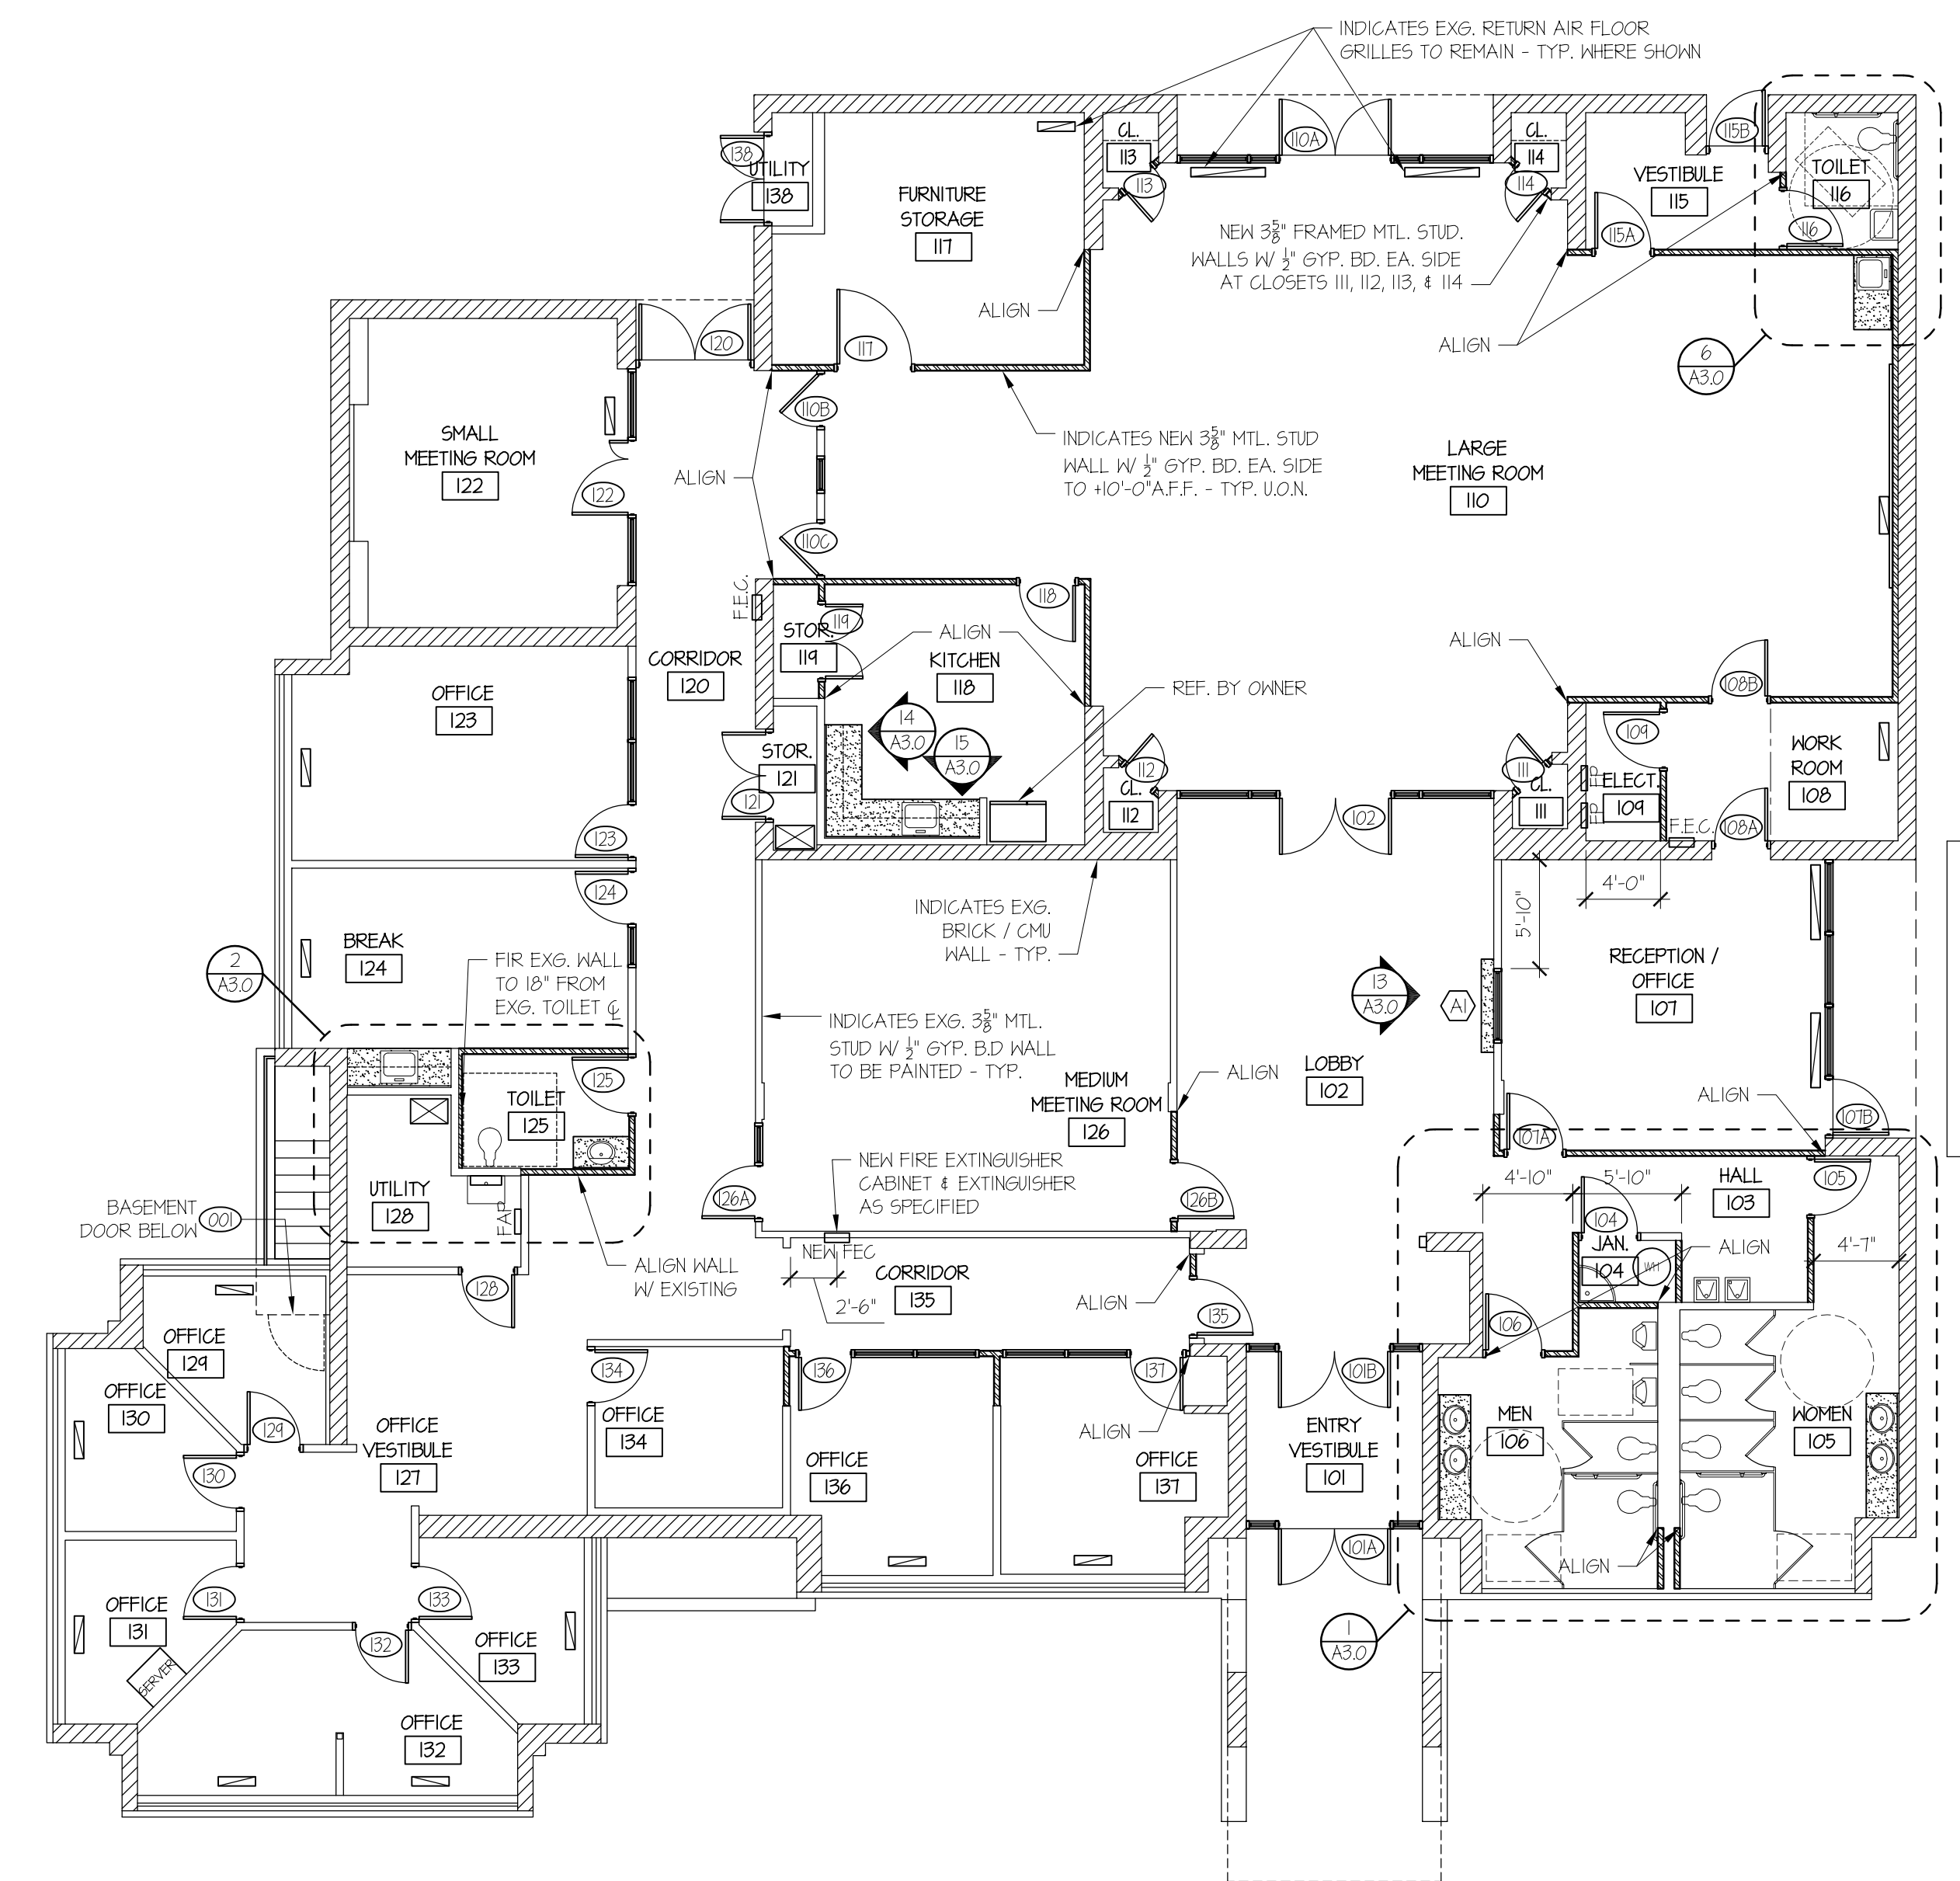 INDICATES EXG. RETURN AIR FLOOR
GRILLES TO REMAIN - TYP. WHERE SHOWN
138
UTILITY
138
FURNITURE
STORAGE
117
CL.
113
113
110A
CL.
114
114
VESTIBULE
115
115B
115A
TOILET
116
116
NEW 3 5/8" FRAMED MTL. STUD.
WALLS W/ 1/2" GYP. BD. EA. SIDE
AT CLOSETS 111, 112, 113, & 114
ALIGN
ALIGN
6
A3.0
120
117
110B
SMALL
MEETING ROOM
122
122
ALIGN
INDICATES NEW 3 5/8" MTL. STUD
WALL W/ 1/2" GYP. BD. EA. SIDE
TO +10'-0"A.F.F. - TYP. U.O.N.
LARGE
MEETING ROOM
110
110C
F.E.C.
118
119
STOR.
119
ALIGN
KITCHEN
118
ALIGN
REF. BY OWNER
OFFICE
123
CORRIDOR
120
108B
14
A3.0
15
A3.0
STOR.
121
121
112
CL.
112
102
111
CL.
111
109
FP
FP
ELECT.
109
WORK
ROOM
108
F.E.C.
108A
123
124
BREAK
124
2
A3.0
FIR EXG. WALL
TO 18" FROM
EXG. TOILET ℄
INDICATES EXG.
BRICK / CMU
WALL - TYP.
4'-0"
5'-10"
RECEPTION /
OFFICE
107
13
A3.0
A1
INDICATES EXG. 3 5/8" MTL.
STUD W/ 1/2" GYP. B.D WALL
TO BE PAINTED - TYP.
MEDIUM
MEETING ROOM
126
ALIGN
LOBBY
102
ALIGN
107B
107A
125
TOILET
125
NEW FIRE EXTINGUISHER
CABINET & EXTINGUISHER
AS SPECIFIED
126A
126B
4'-10"
5'-10"
HALL
103
105
UTILITY
128
FAP
BASEMENT
DOOR BELOW
001
ALIGN WALL
W/ EXISTING
NEW FEC
CORRIDOR
135
2'-6"
ALIGN
135
104
JAN.
104
WH
ALIGN
4'-7"
128
OFFICE
129
129
OFFICE
130
130
OFFICE
VESTIBULE
127
134
OFFICE
134
136
137
101B
106
OFFICE
136
ALIGN
OFFICE
137
ENTRY
VESTIBULE
101
MEN
106
WOMEN
105
101A
ALIGN
OFFICE
131
131
133
132
OFFICE
133
SERVER
1
A3.0
OFFICE
132